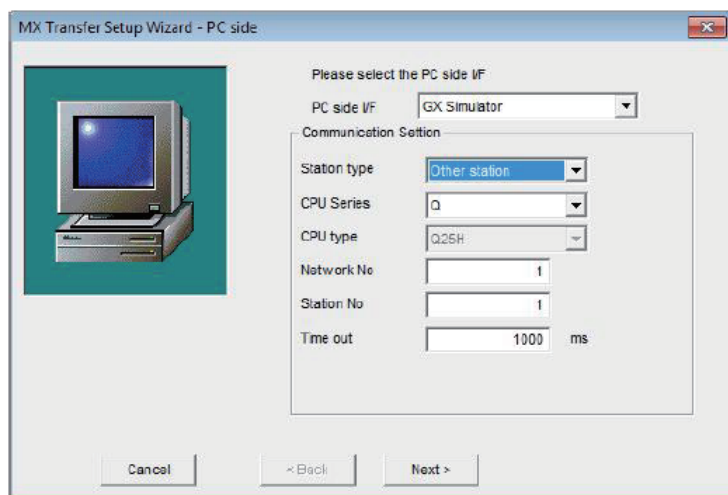 MX Transfer Setup Wizard - PC side
Please select the PC side I/F
PC side I/F GX Simulator
Communication Setting
Station type Other station
CPU Series Q
CPU type Q25H
Network No 1
Station No 1
Time out 1000 ms
Cancel < Back Next >